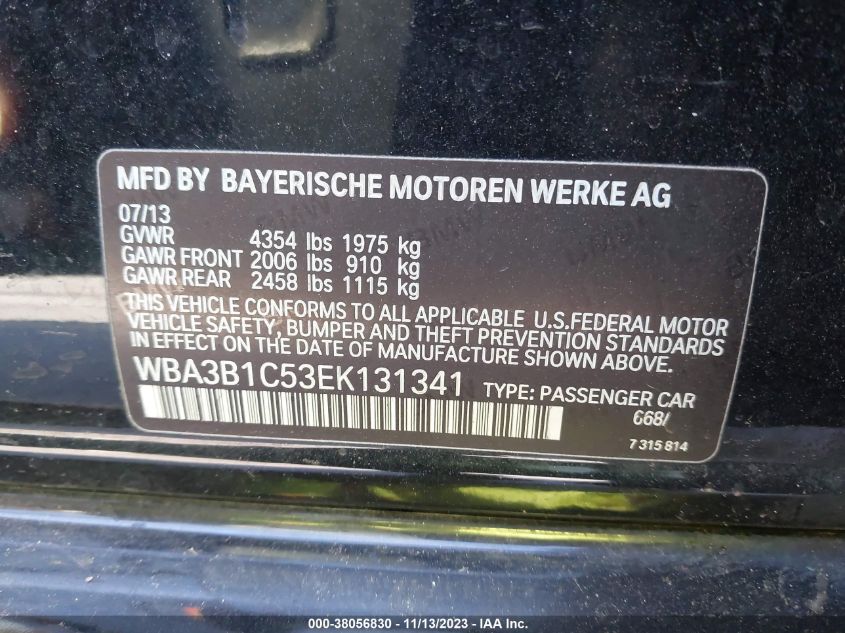 MFD BY BAYERISCHE MOTOREN WERKE AG
07/13
GVWR 4354 lbs 1975 kg
GAWR FRONT 2006 lbs 910 kg
GAWR REAR 2458 lbs 1115 kg
THIS VEHICLE CONFORMS TO ALL APPLICABLE U.S.FEDERAL MOTOR
VEHICLE SAFETY, BUMPER AND THEFT PREVENTION STANDARDS
IN EFFECT ON THE DATE OF MANUFACTURE SHOWN ABOVE.
WBA3B1C53EK131341 TYPE: PASSENGER CAR
668/
7 315 814
000-38056830 - 11/13/2023 - IAA Inc.